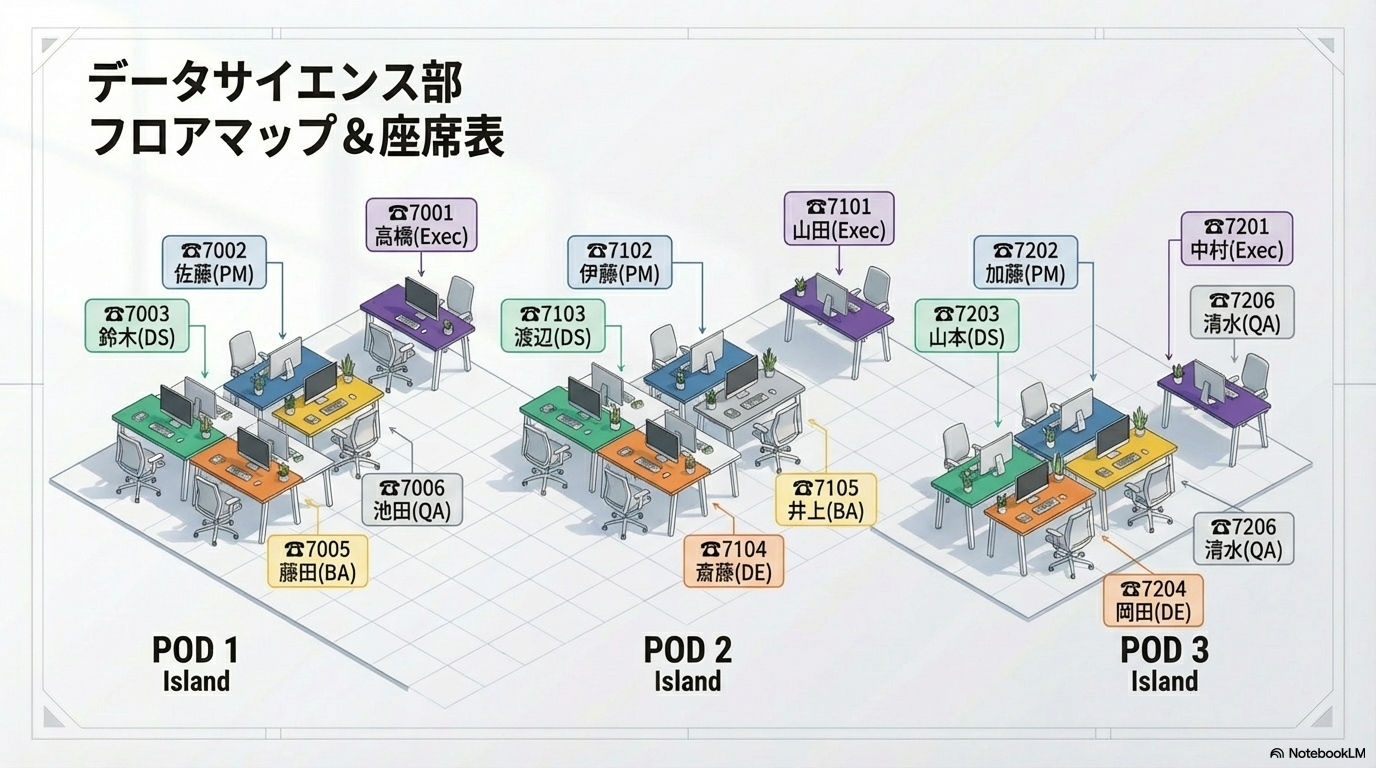 データサイエンス部
フロアマップ＆座席表
☎7001
高橋(Exec)
☎7002
佐藤(PM)
☎7003
鈴木(DS)
☎7006
池田(QA)
☎7005
藤田(BA)
POD 1
Island
☎7101
山田(Exec)
☎7102
伊藤(PM)
☎7103
渡辺(DS)
☎7105
井上(BA)
☎7104
斎藤(DE)
POD 2
Island
☎7201
中村(Exec)
☎7202
加藤(PM)
☎7206
清水(QA)
☎7203
山本(DS)
☎7206
清水(QA)
☎7204
岡田(DE)
POD 3
Island
NotebookLM